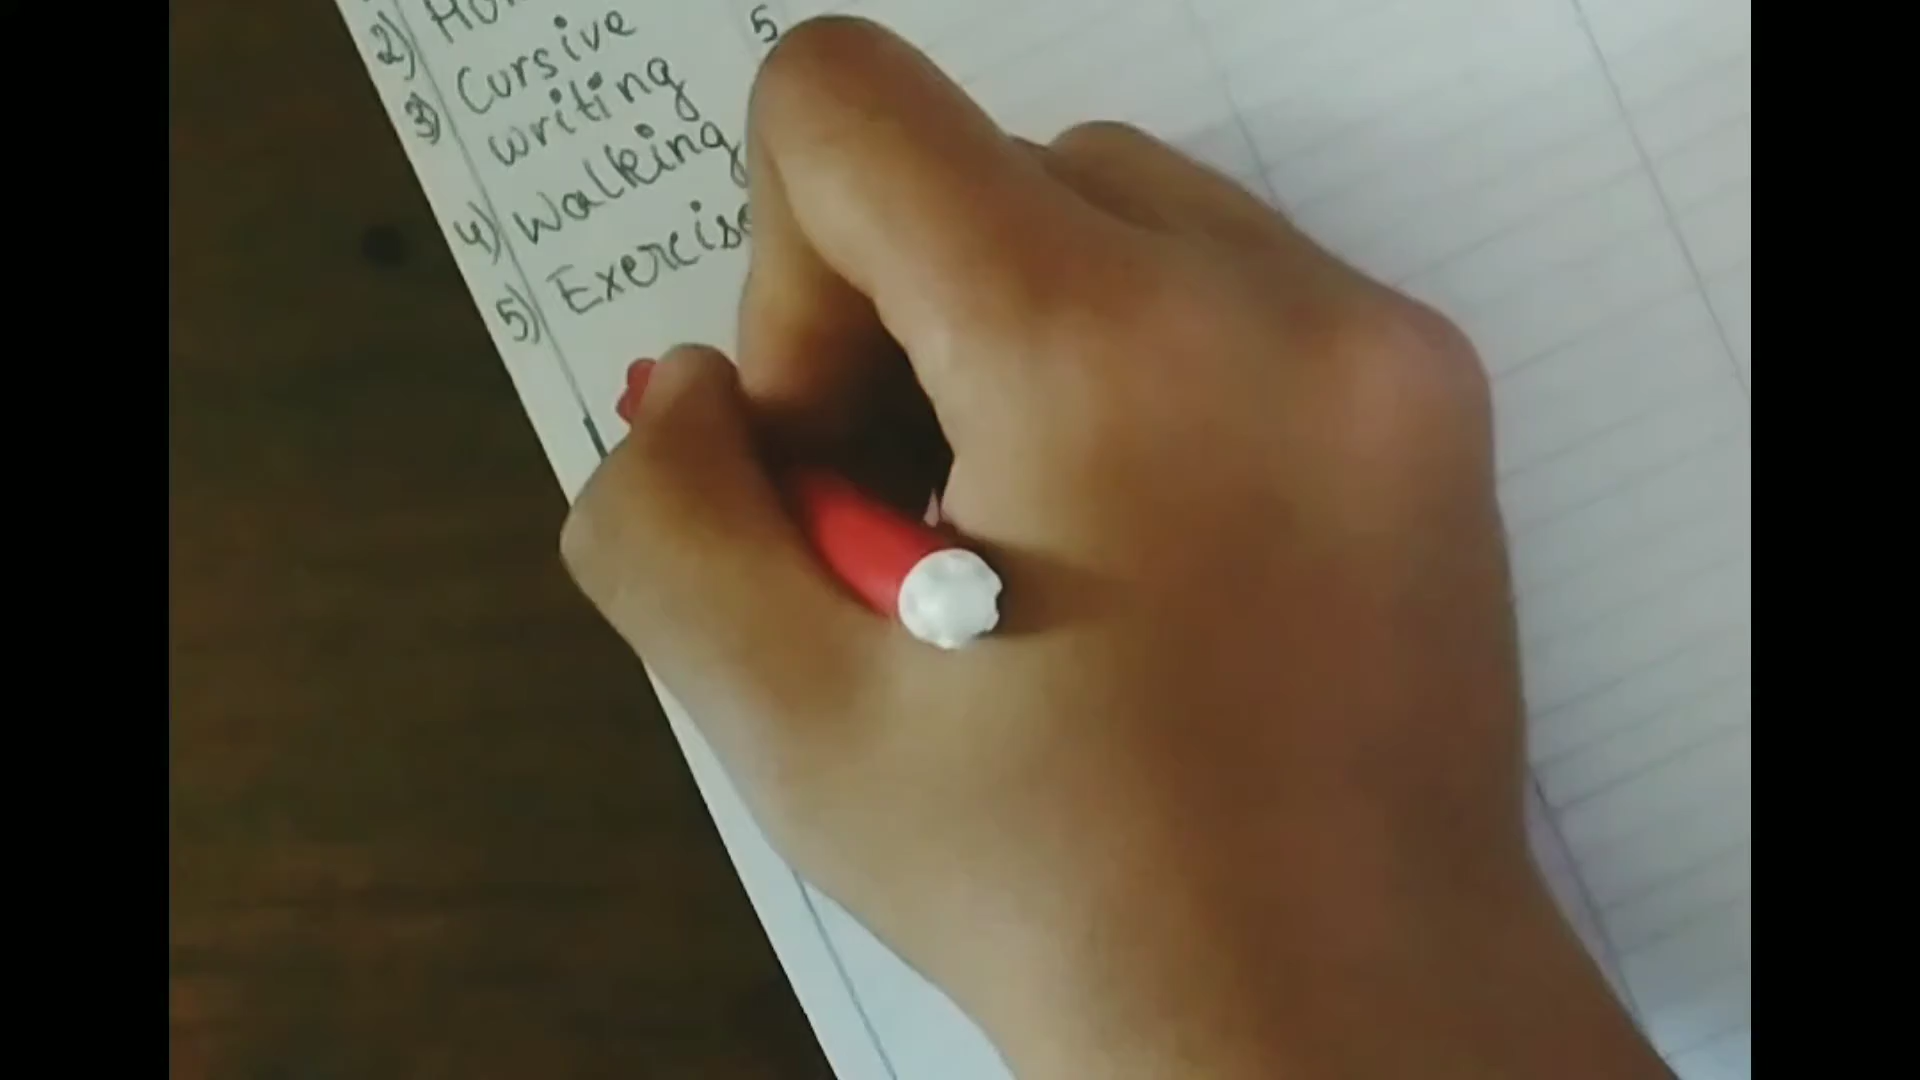 2)
3) Cursive
writing
4) Walking
5) Exercise
5